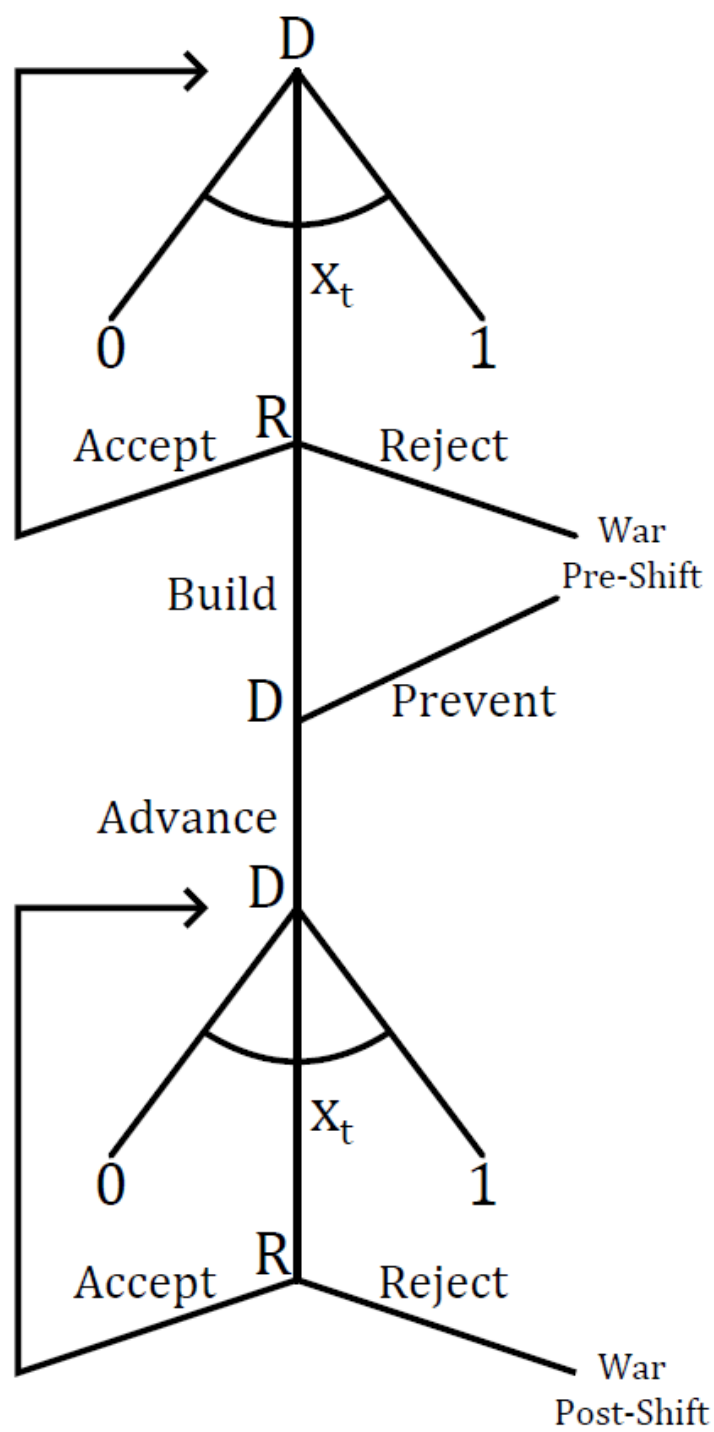 D
X_t
0 1
R
Accept Reject
War
Pre-Shift
Build
D
Prevent
Advance
D
X_t
0 1
R
Accept Reject
War
Post-Shift